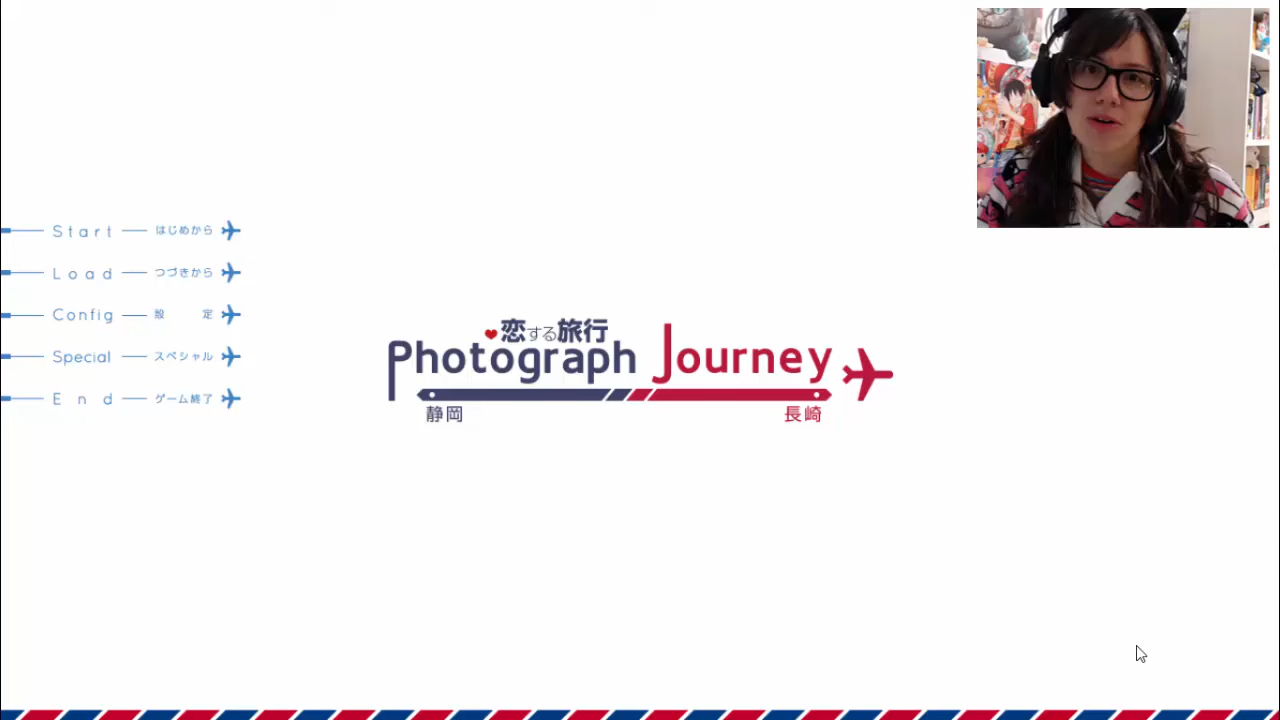 Start はじめから
Load つづきから
Config 設定
Special スペシャル
End ゲーム終了
恋する旅行
Photograph Journey
静岡 長崎